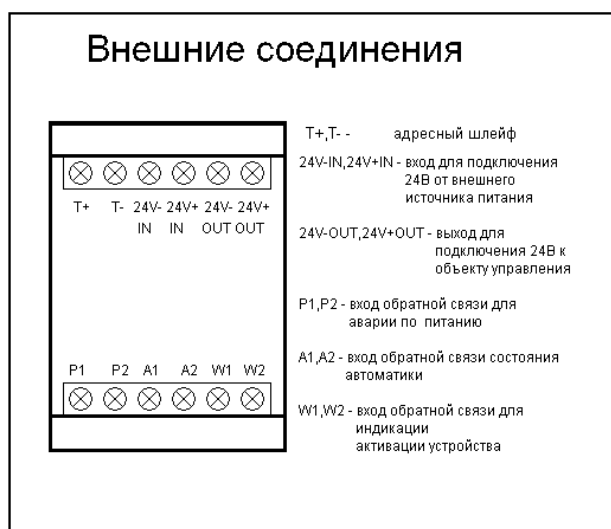 Внешние соединения
T+ T- 24V- 24V+ 24V- 24V+
IN IN OUT OUT
P1 P2 A1 A2 W1 W2
T+,T- - адресный шлейф
24V-IN,24V+IN - вход для подключения
24В от внешнего
источника питания
24V-OUT,24V+OUT - выход для
подключения 24В к
объекту управления
P1,P2 - вход обратной связи для
аварии по питанию
A1,A2 - вход обратной связи состояния
автоматики
W1,W2 - вход обратной связи для
индикации
активации устройства